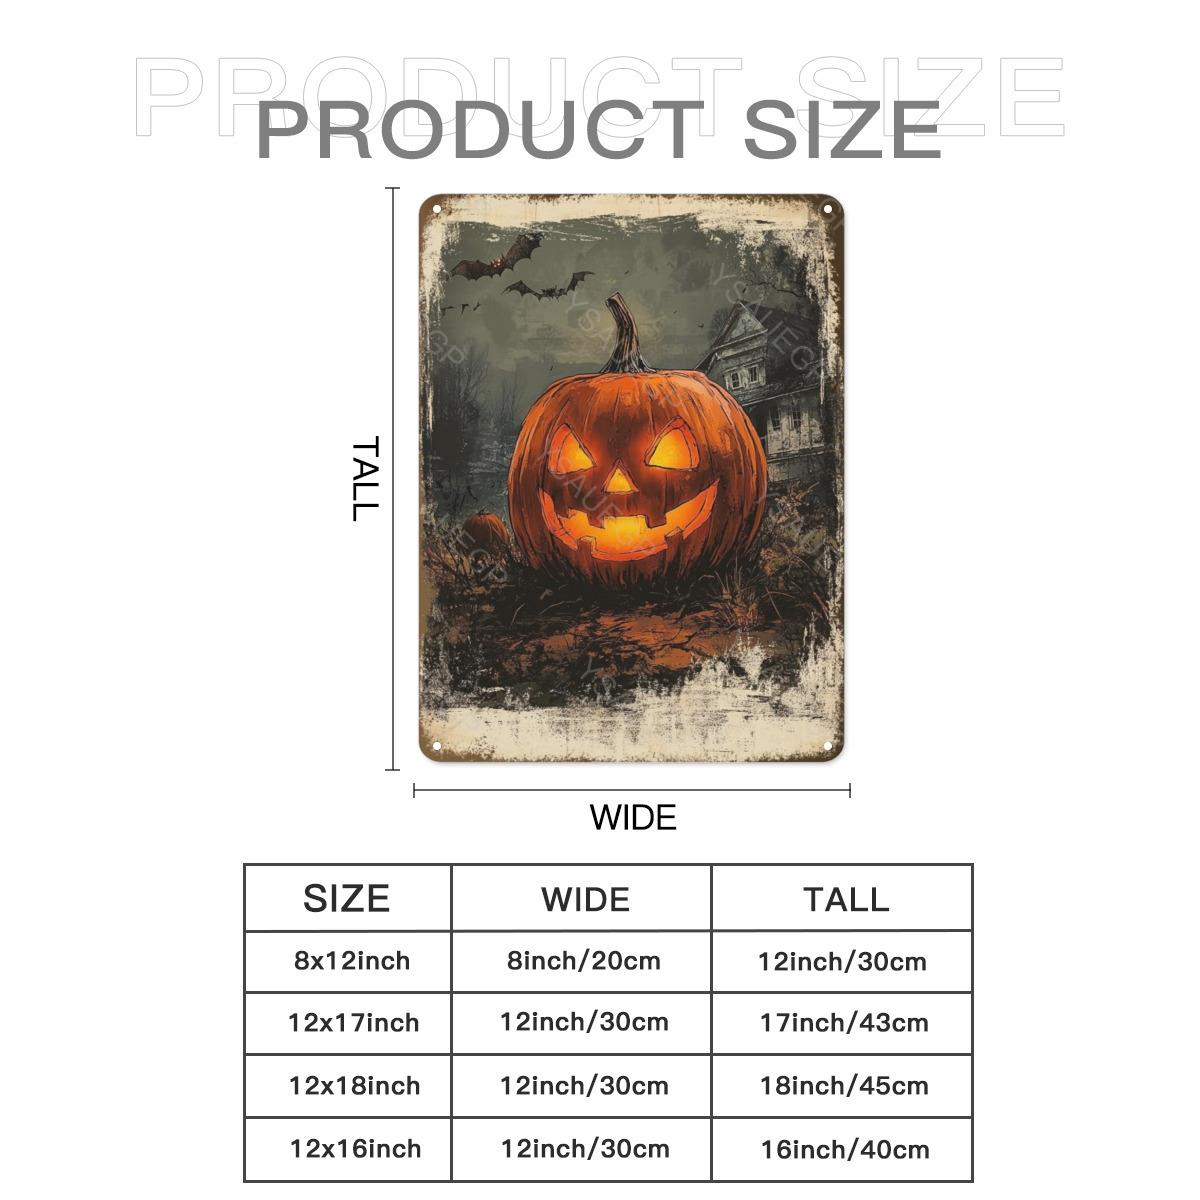 PRODUCT SIZE
PRODUCT SIZE
TALL
WIDE
SIZE WIDE TALL
8x12inch 8inch/20cm 12inch/30cm
12x17inch 12inch/30cm 17inch/43cm
12x18inch 12inch/30cm 18inch/45cm
12x16inch 12inch/30cm 16inch/40cm